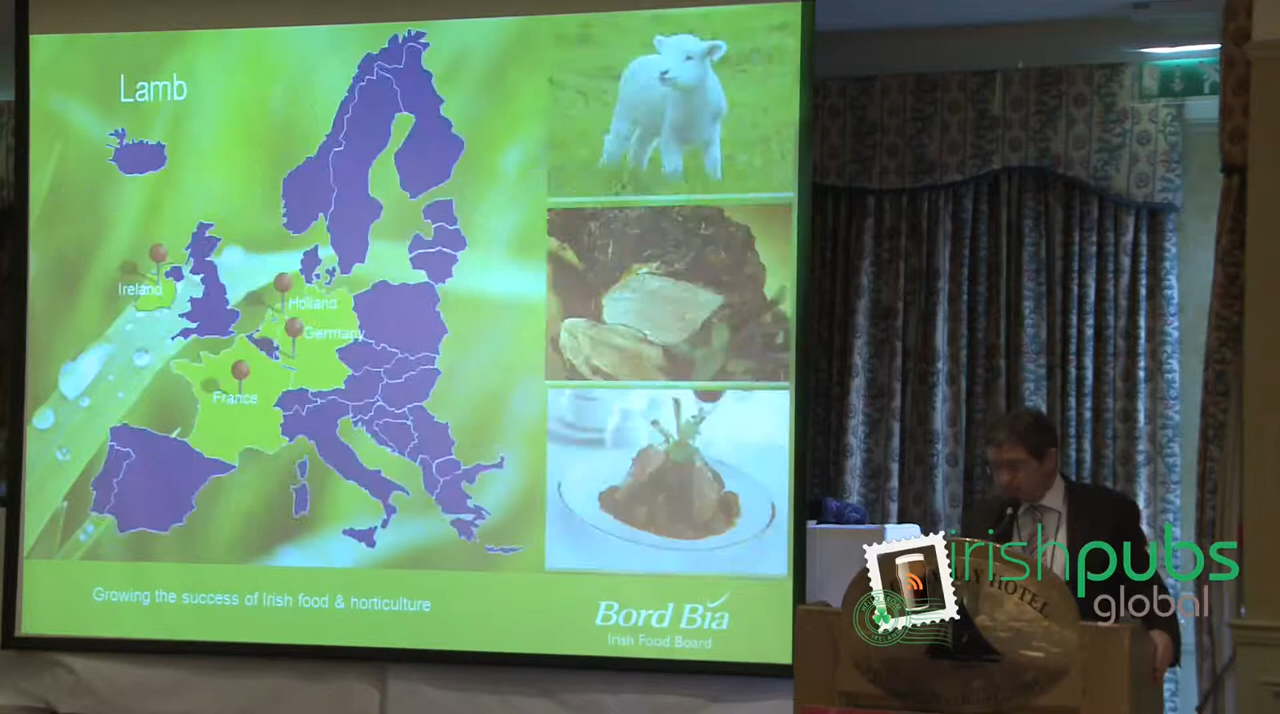 Lamb
Ireland
Holland
Germany
France
Growing the success of Irish food & horticulture
Bord Bia
Irish Food Board
irishpubs
global
HOTEL